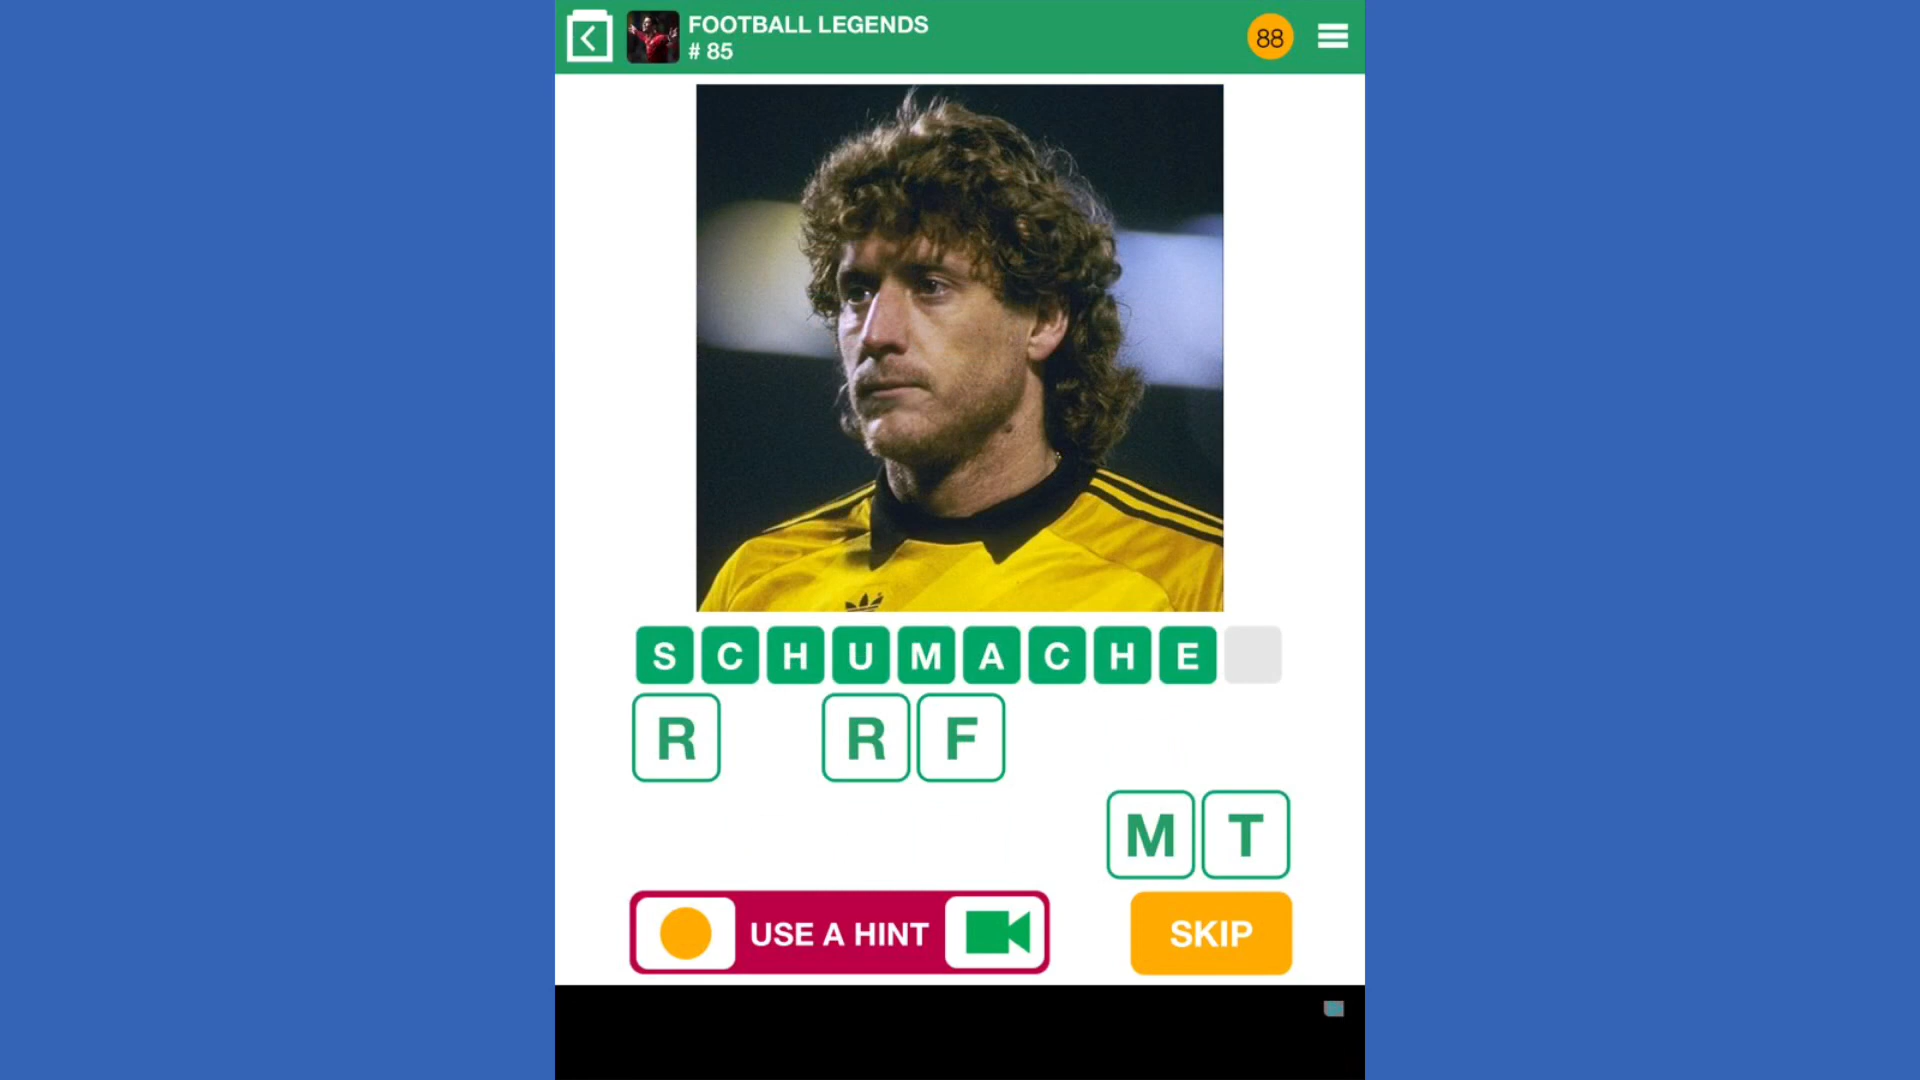 FOOTBALL LEGENDS
# 85
88
SCHUMACHE
R R F
M T
USE A HINT
SKIP